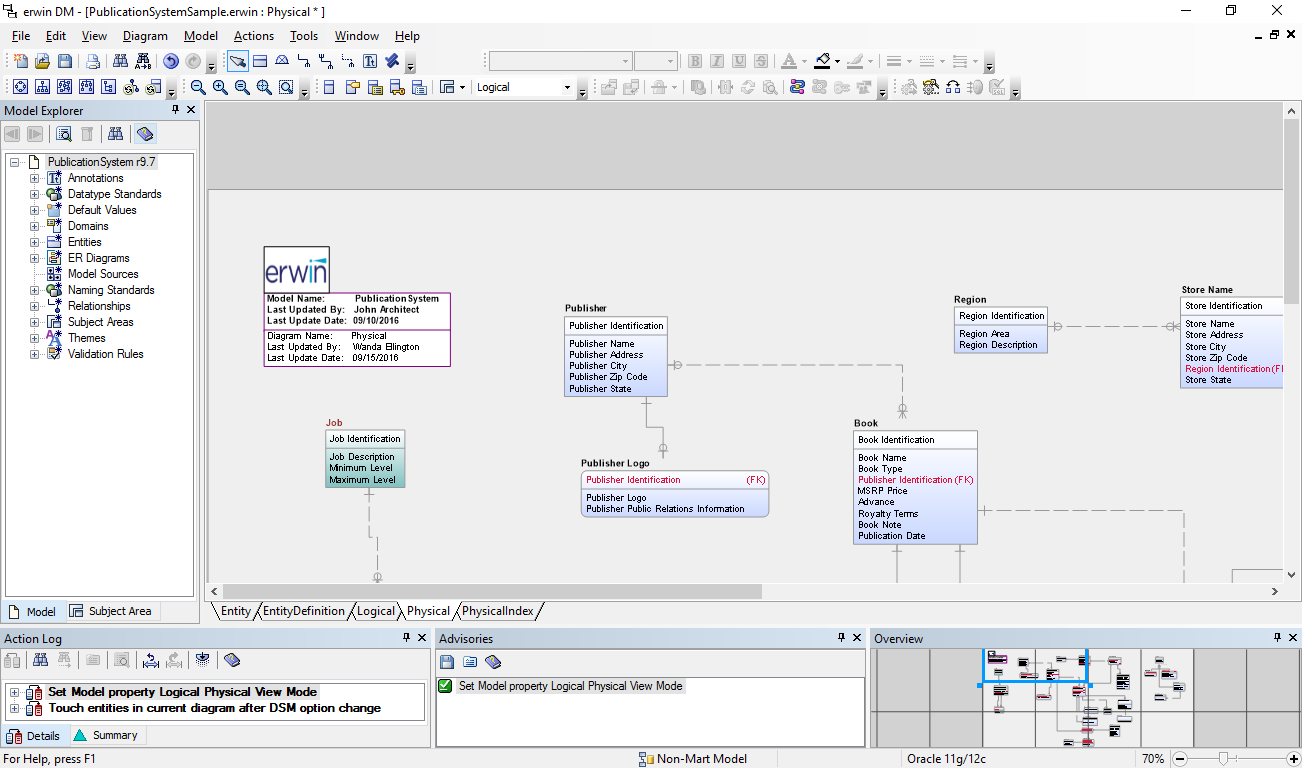 erwin DM - [PublicationSystemSample.erwin : Physical * ]
File Edit View Diagram Model Actions Tools Window Help
B I U S A
Logical
Model Explorer
PublicationSystem r9.7
Annotations
Datatype Standards
Default Values
Domains
Entities
ER Diagrams
Model Sources
Naming Standards
Relationships
Subject Areas
Themes
Validation Rules
Model Subject Area
erwin
Model Name: PublicationSystem
Last Updated By: John Architect
Last Update Date: 09/10/2016
Diagram Name: Physical
Last Updated By: Wanda Ellington
Last Update Date: 09/15/2016
Publisher
Publisher Identification
Publisher Name
Publisher Address
Publisher City
Publisher Zip Code
Publisher State
Region
Region Identification
Region Area
Region Description
Store Name
Store Identification
Store Name
Store Address
Store City
Store Zip Code
Region Identification (F
Store State
Job
Job Identification
Job Description
Minimum Level
Maximum Level
Publisher Logo
Publisher Identification (FK)
Publisher Logo
Publisher Public Relations Information
Book
Book Identification
Book Name
Book Type
Publisher Identification (FK)
MSRP Price
Advance
Royalty Terms
Book Note
Publication Date
Entity EntityDefinition Logical Physical PhysicalIndex
Action Log
Set Model property Logical Physical View Mode
Touch entities in current diagram after DSM option change
Details Summary
Advisories
Set Model property Logical Physical View Mode
Overview
For Help, press F1 Non-Mart Model Oracle 11g/12c 70%